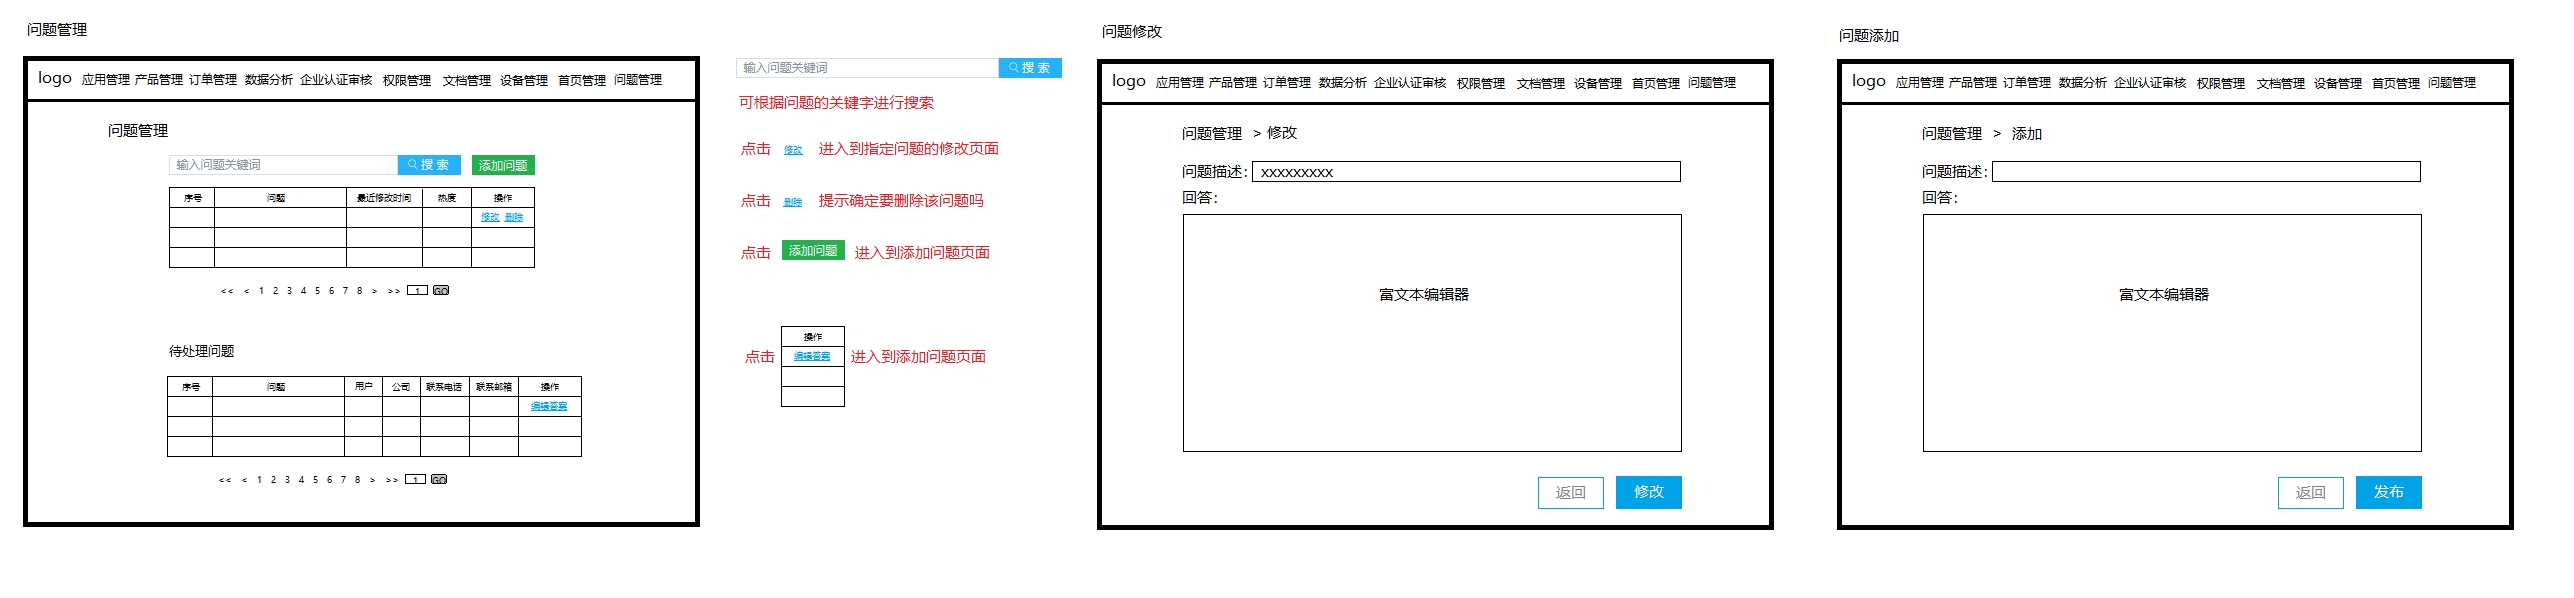 问题管理
logo 应用管理 产品管理 订单管理 数据分析 企业认证审核 权限管理 文档管理 设备管理 首页管理 问题管理
问题管理
输入问题关键词 搜 索 添加问题
序号 问题 最近修改时间 热度 操作
修改 删除
<< < 1 2 3 4 5 6 7 8 > >> 1 GO
待处理问题
序号 问题 用户 公司 联系电话 联系邮箱 操作
编辑答案
<< < 1 2 3 4 5 6 7 8 > >> 1 GO
输入问题关键词 搜 索
可根据问题的关键字进行搜索
点击 修改 进入到指定问题的修改页面
点击 删除 提示确定要删除该问题吗
点击 添加问题 进入到添加问题页面
操作
点击 编辑答案 进入到添加问题页面
问题修改
logo 应用管理 产品管理 订单管理 数据分析 企业认证审核 权限管理 文档管理 设备管理 首页管理 问题管理
问题管理 > 修改
问题描述: xxxxxxxxx
回答:
富文本编辑器
返回 修改
问题添加
logo 应用管理 产品管理 订单管理 数据分析 企业认证审核 权限管理 文档管理 设备管理 首页管理 问题管理
问题管理 > 添加
问题描述:
回答:
富文本编辑器
返回 发布